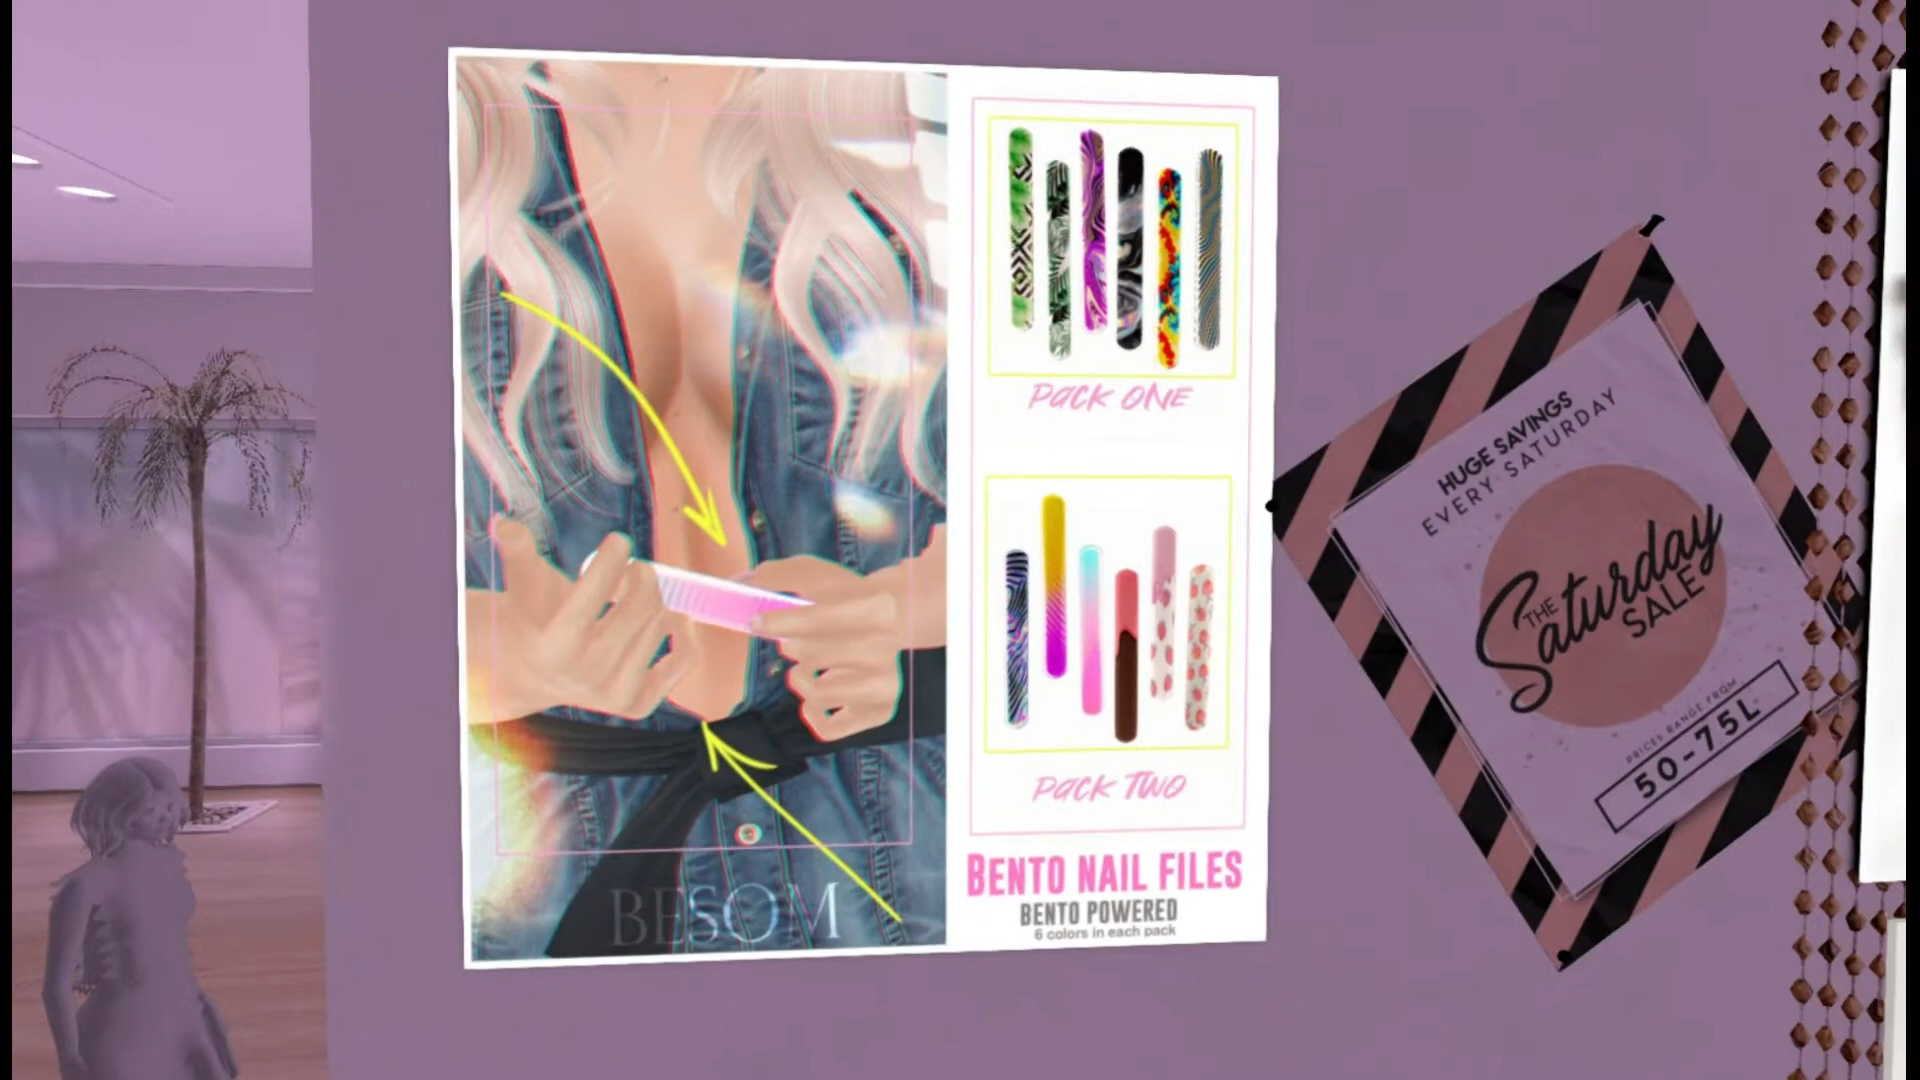 PACK ONE
PACK TWO
BENTO NAIL FILES
BENTO POWERED
6 colors in each pack
BESOM
HUGE SAVINGS
EVERY SATURDAY
THE
Saturday
SALE
PRICES RANGE FROM
50-75L